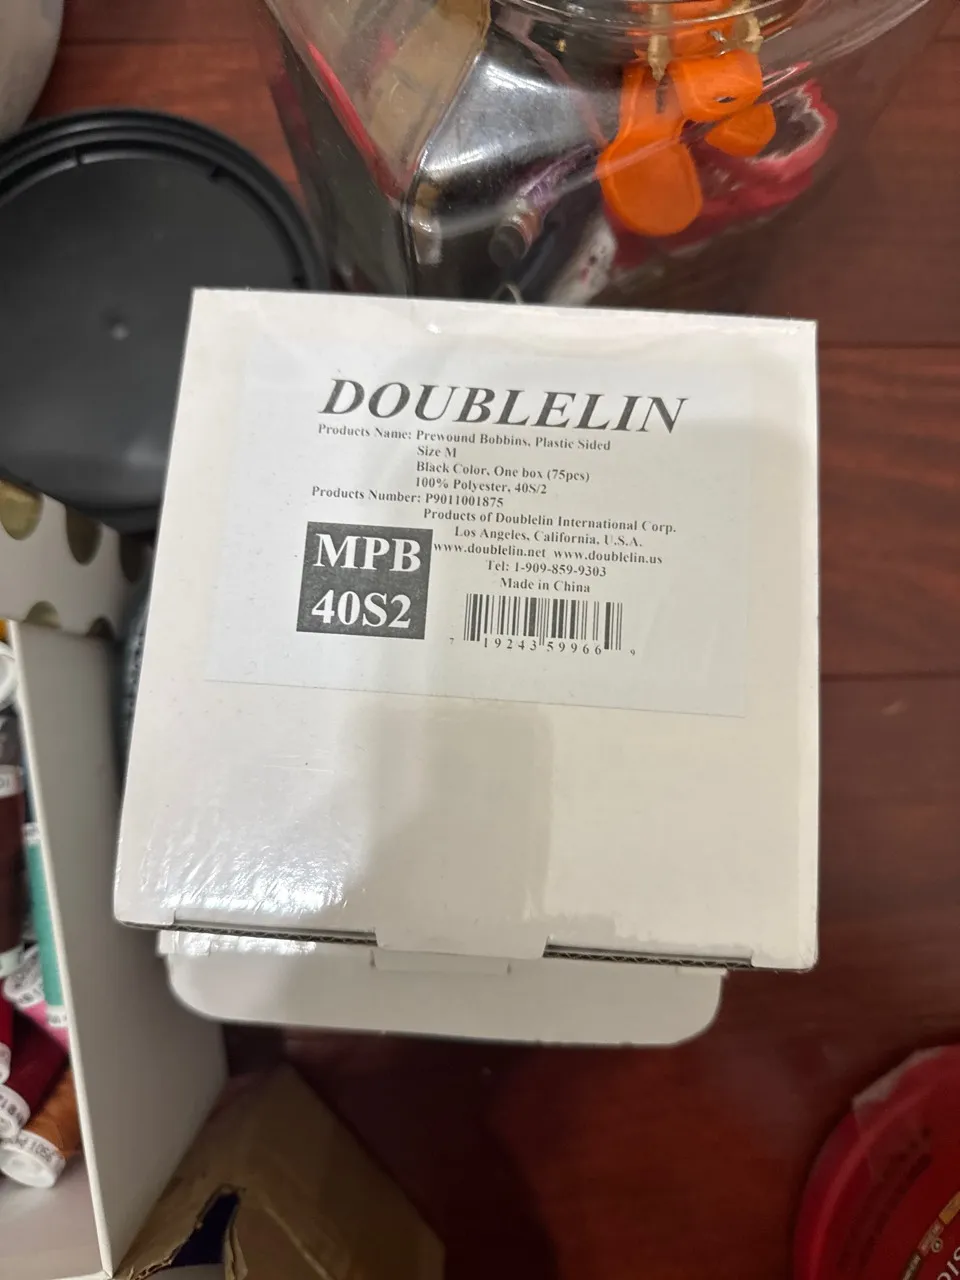 DOUBLELIN
Products Name: Prewound Bobbins, Plastic Sided
Size M
Black Color, One box (75pcs)
100% Polyester, 40S/2
Products Number: P9011001875
Products of Doublelin International Corp.
Los Angeles, California, U.S.A.
www.doublelin.net www.doublelin.us
Tel: 1-909-859-9303
Made in China
MPB
40S2
7 19243 59966 9